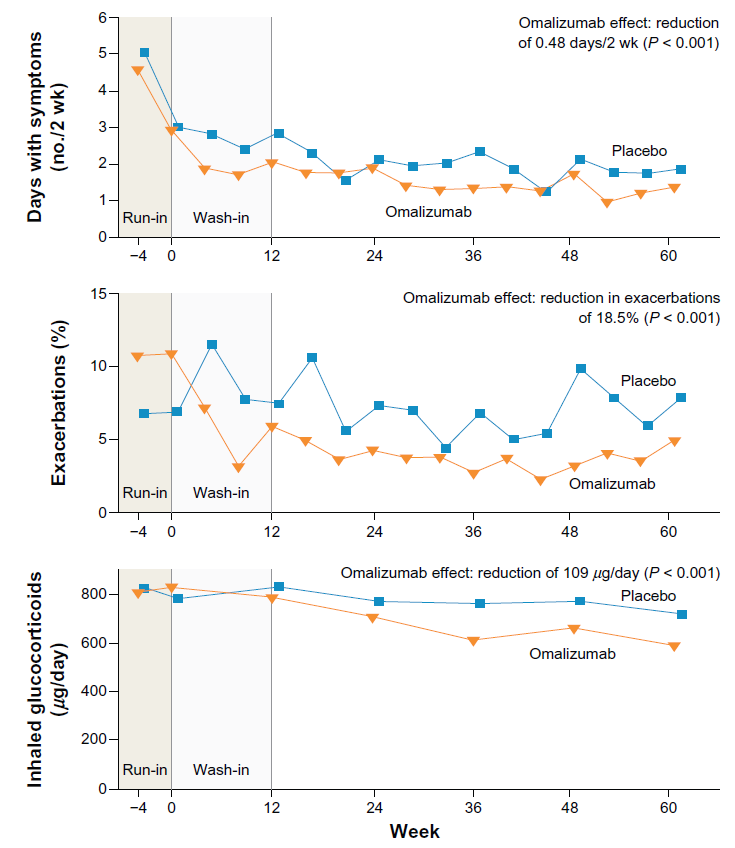 Days with symptoms
(no./2 wk)
6
5
4
3
2
1
0
Omalizumab effect: reduction
of 0.48 days/2 wk (P < 0.001)
Placebo
Omalizumab
Run-in
Wash-in
−4 0 12 24 36 48 60
Exacerbations (%)
15
10
5
0
Omalizumab effect: reduction in exacerbations
of 18.5% (P < 0.001)
Placebo
Omalizumab
Run-in
Wash-in
−4 0 12 24 36 48 60
Inhaled glucocorticoids
(µg/day)
800
600
400
200
0
Omalizumab effect: reduction of 109 µg/day (P < 0.001)
Placebo
Omalizumab
Run-in
Wash-in
−4 0 12 24 36 48 60
Week